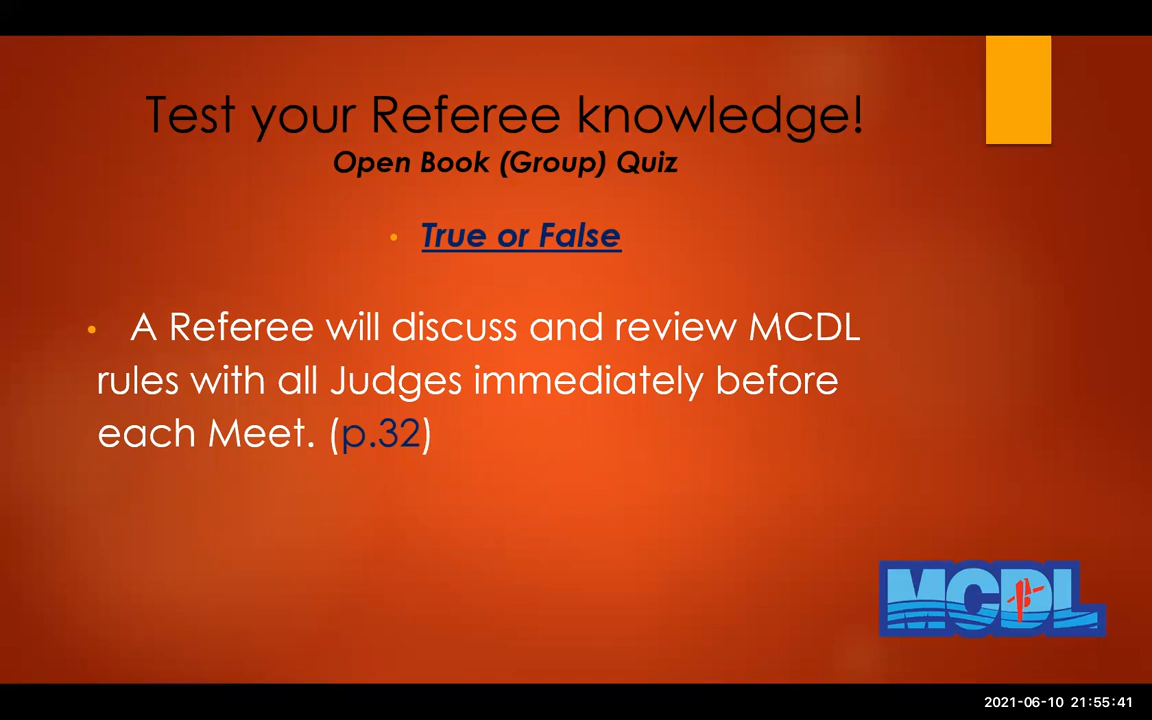 Test your Referee knowledge!
Open Book (Group) Quiz
• True or False
• A Referee will discuss and review MCDL
rules with all Judges immediately before
each Meet. (p.32)
MCDL
2021-06-10 21:55:41